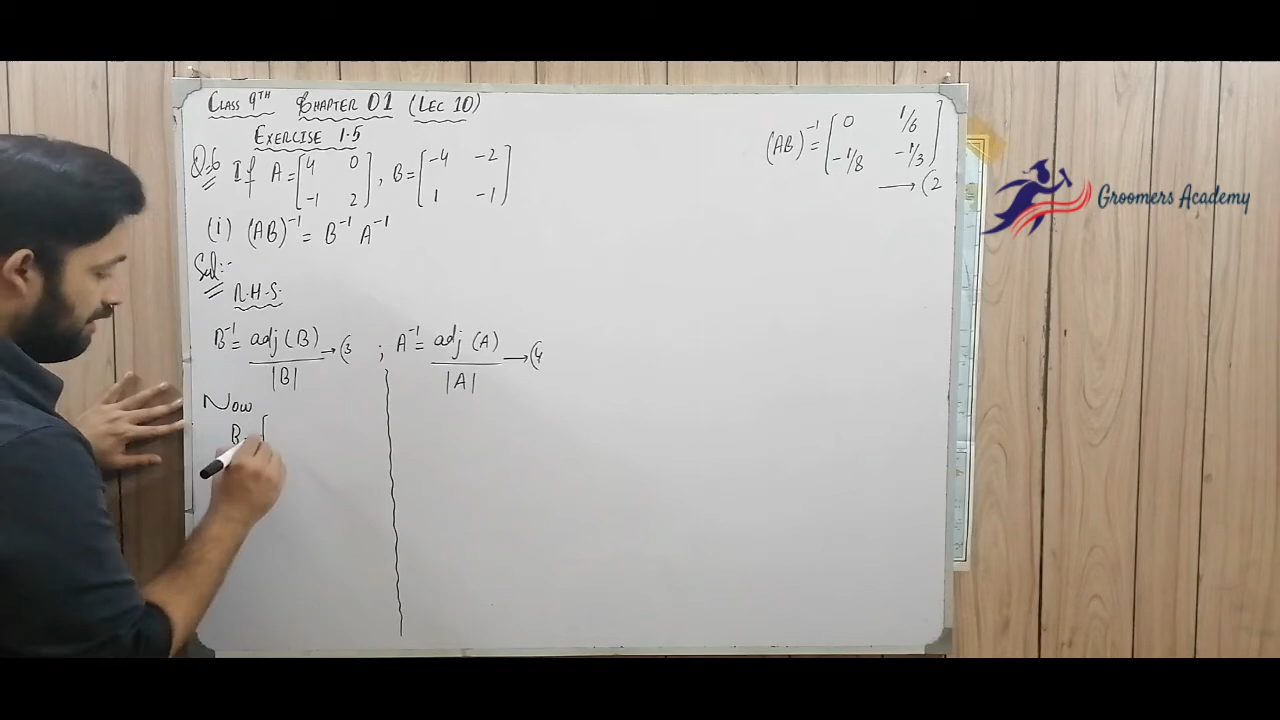 CLASS 9TH CHAPTER 01 (LEC 10)
EXERCISE 1.5
Q.6 If A = [4 0 -1 2], B = [-4 -2 1 -1]
(i) (AB)⁻¹ = B⁻¹ A⁻¹
Sol:-
R.H.S.
B⁻¹ = adj (B) / |B| → (3 ; A⁻¹ = adj (A) / |A| → (4
Now
B = [
(AB)⁻¹ = [0 1/6 -1/8 -1/3]
→ (2
Groomers Academy